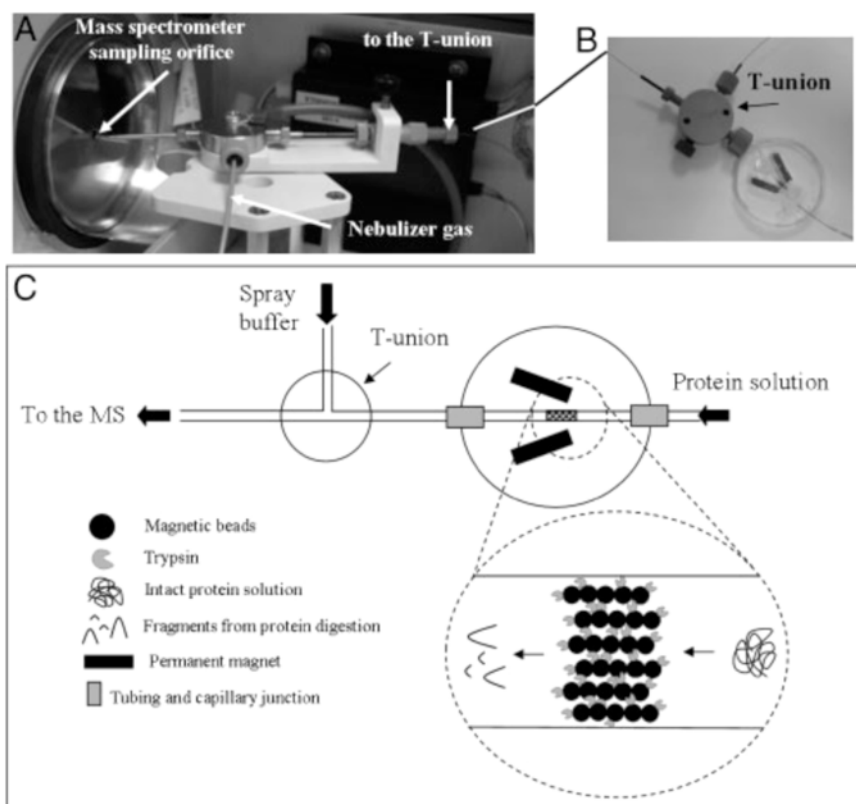 A
Mass spectrometer
sampling orifice
to the T-union
Nebulizer gas
B
T-union
C
Spray
buffer
T-union
Protein solution
To the MS
Magnetic beads
Trypsin
Intact protein solution
Fragments from protein digestion
Permanent magnet
Tubing and capillary junction